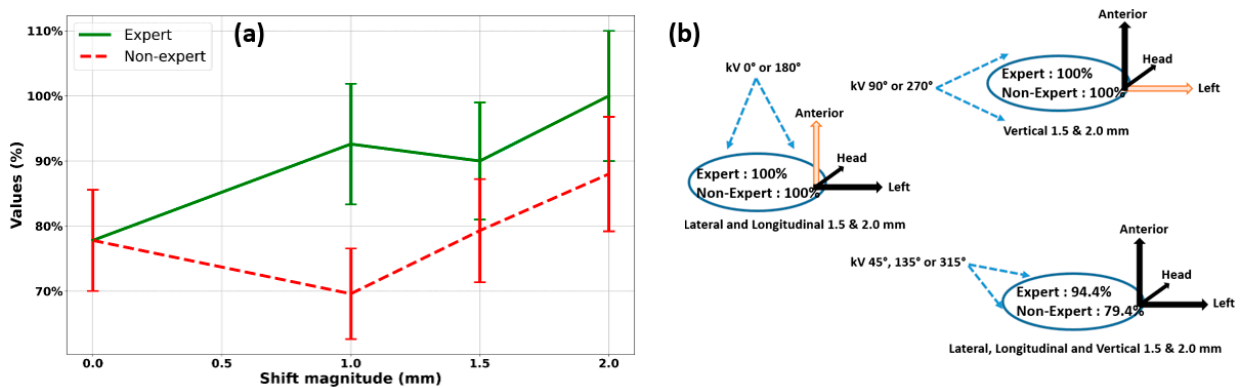 (a)
Expert
Non-expert
110%
100%
90%
80%
70%
Values (%)
0.0 0.5 1.0 1.5 2.0
Shift magnitude (mm)
(b)
kV 0° or 180°
Anterior
Head
Left
Expert : 100%
Non-Expert : 100%
Lateral and Longitudinal 1.5 & 2.0 mm
kV 90° or 270°
Anterior
Head
Left
Expert : 100%
Non-Expert : 100%
Vertical 1.5 & 2.0 mm
kV 45°, 135° or 315°
Anterior
Head
Left
Expert : 94.4%
Non-Expert : 79.4%
Lateral, Longitudinal and Vertical 1.5 & 2.0 mm